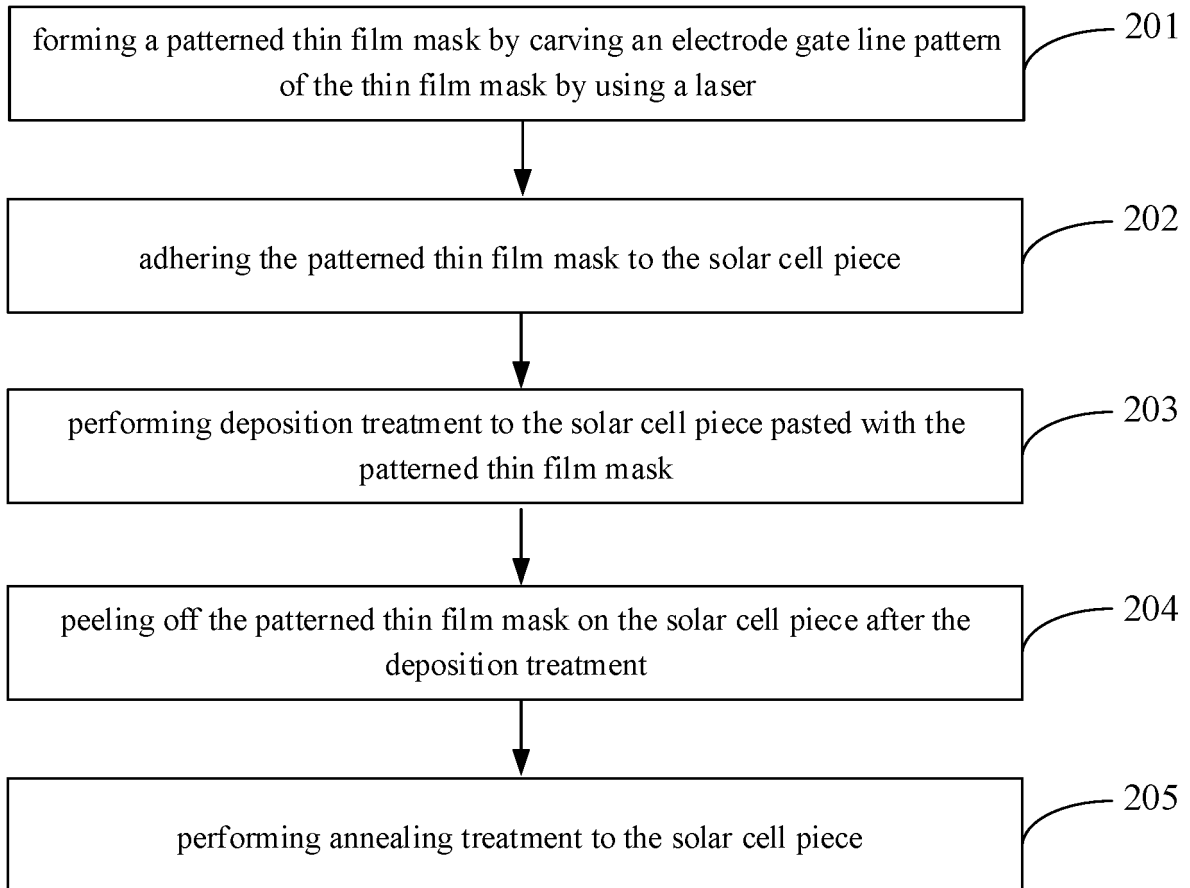 forming a patterned thin film mask by carving an electrode gate line pattern
of the thin film mask by using a laser
201
adhering the patterned thin film mask to the solar cell piece
202
performing deposition treatment to the solar cell piece pasted with the
patterned thin film mask
203
peeling off the patterned thin film mask on the solar cell piece after the
deposition treatment
204
performing annealing treatment to the solar cell piece
205